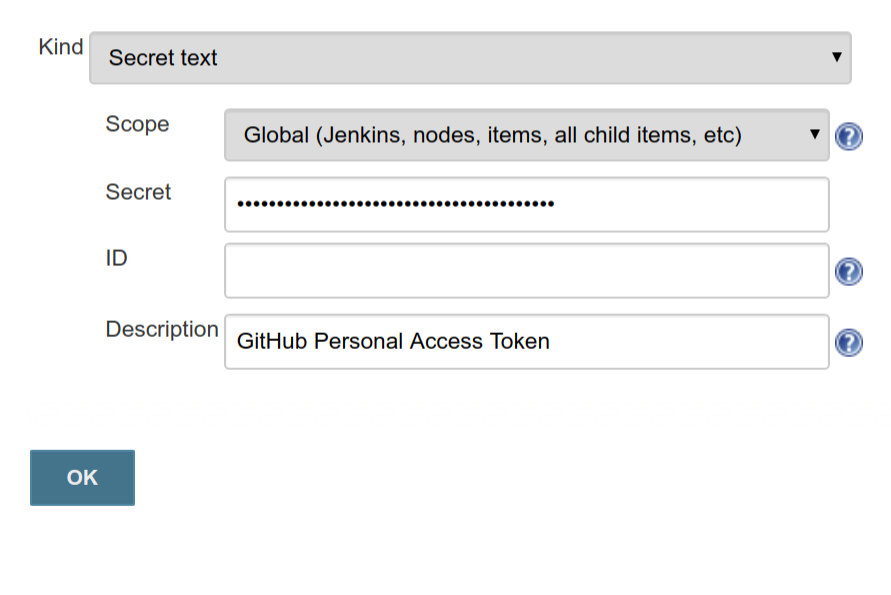 Kind
Secret text
Scope
Global (Jenkins, nodes, items, all child items, etc)
Secret
••••••••••••••••••••••••••••••••••••••••
ID
Description
GitHub Personal Access Token
OK